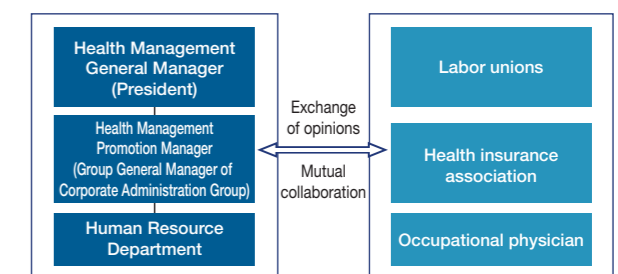 Health Management
General Manager
(President)
Health Management
Promotion Manager
(Group General Manager of
Corporate Administration Group)
Human Resource
Department
Exchange
of opinions
Mutual
collaboration
Labor unions
Health insurance
association
Occupational physician